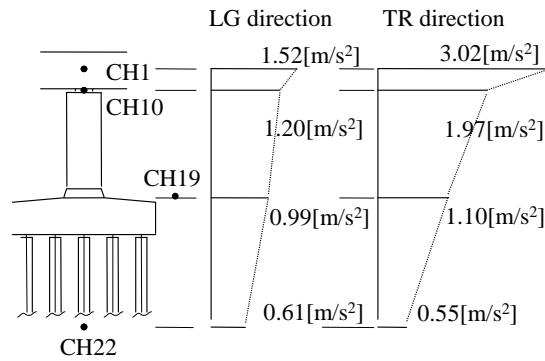 LG direction
TR direction
1.52[m/s²]
3.02[m/s²]
CH1
CH10
1.20[m/s²]
1.97[m/s²]
CH19
0.99[m/s²]
1.10[m/s²]
0.61[m/s²]
0.55[m/s²]
CH22